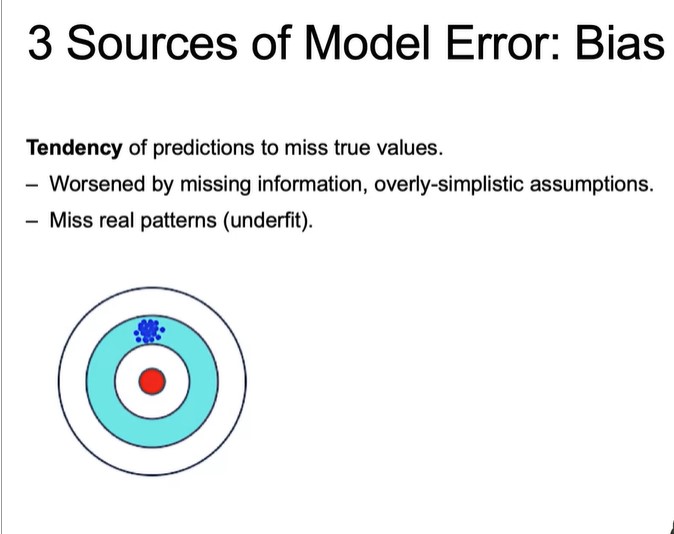 3 Sources of Model Error: Bias
Tendency of predictions to miss true values.
– Worsened by missing information, overly-simplistic assumptions.
– Miss real patterns (underfit).